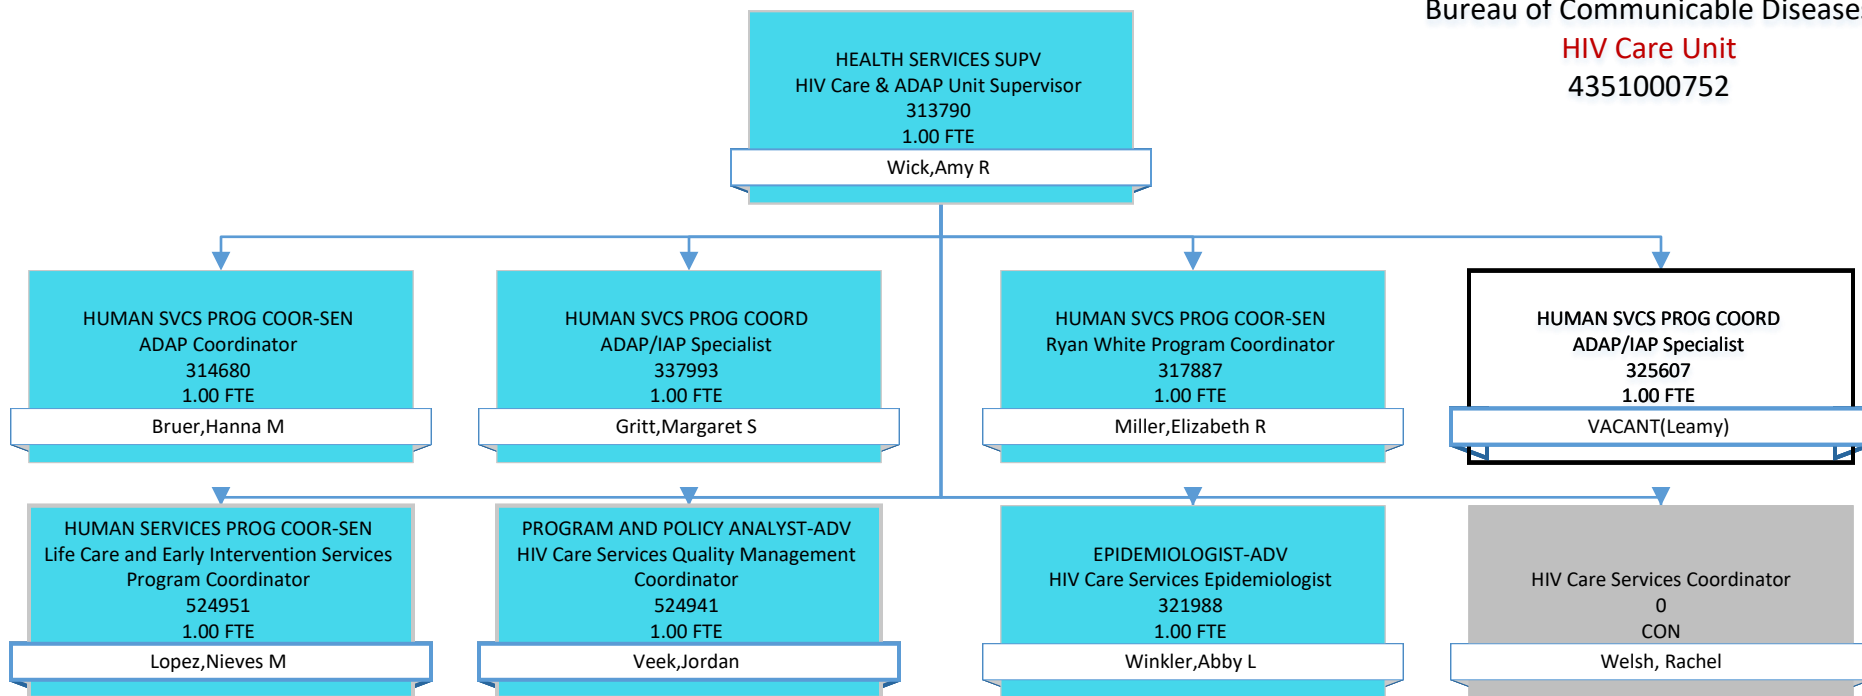 Bureau of Communicable Disease
HIV Care Unit
4351000752
HEALTH SERVICES SUPV
HIV Care & ADAP Unit Supervisor
313790
1.00 FTE
Wick,Amy R
HUMAN SVCS PROG COOR-SEN
ADAP Coordinator
314680
1.00 FTE
Bruer,Hanna M
HUMAN SVCS PROG COORD
ADAP/IAP Specialist
337993
1.00 FTE
Gritt,Margaret S
HUMAN SVCS PROG COOR-SEN
Ryan White Program Coordinator
317887
1.00 FTE
Miller,Elizabeth R
HUMAN SVCS PROG COORD
ADAP/IAP Specialist
325607
1.00 FTE
VACANT(Leamy)
HUMAN SERVICES PROG COOR-SEN
Life Care and Early Intervention Services
Program Coordinator
524951
1.00 FTE
Lopez,Nieves M
PROGRAM AND POLICY ANALYST-ADV
HIV Care Services Quality Management
Coordinator
524941
1.00 FTE
Veek,Jordan
EPIDEMIOLOGIST-ADV
HIV Care Services Epidemiologist
321988
1.00 FTE
Winkler,Abby L
HIV Care Services Coordinator
0
CON
Welsh, Rachel